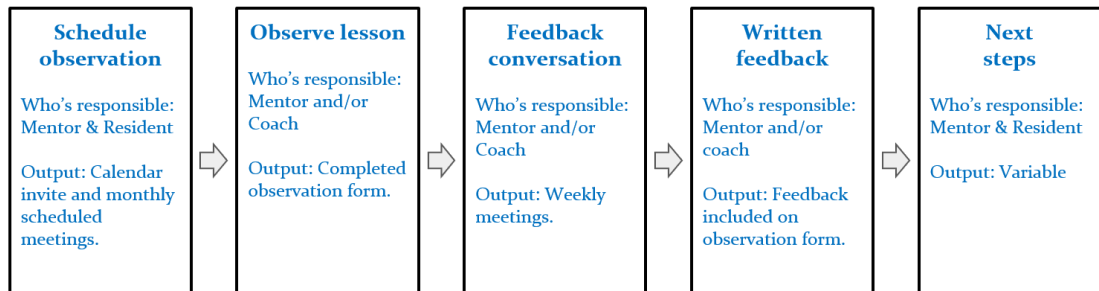 Schedule
observation
Who's responsible:
Mentor & Resident
Output: Calendar
invite and monthly
scheduled
meetings.
Observe lesson
Who's responsible:
Mentor and/or
Coach
Output: Completed
observation form.
Feedback
conversation
Who's responsible:
Mentor and/or
Coach
Output: Weekly
meetings.
Written
feedback
Who's responsible:
Mentor and/or
coach
Output: Feedback
included on
observation form.
Next
steps
Who's responsible:
Mentor & Resident
Output: Variable